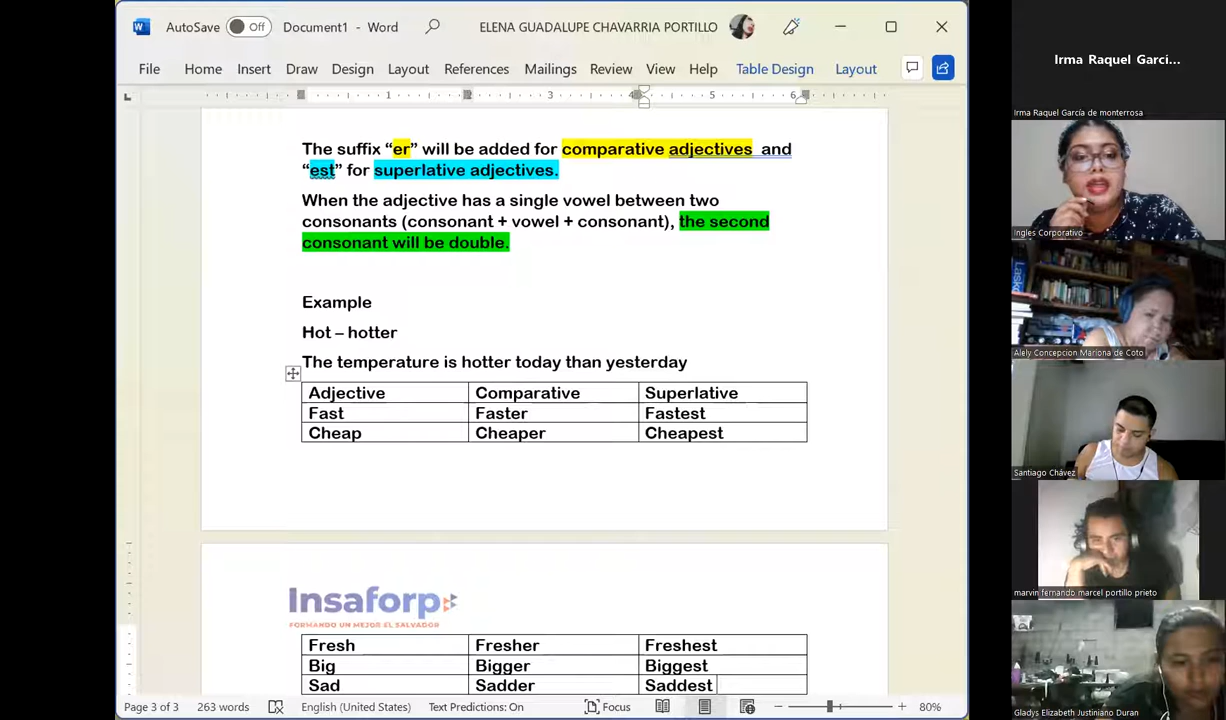 AutoSave Off Document1 - Word ELENA GUADALUPE CHAVARRIA PORTILLO
File Home Insert Draw Design Layout References Mailings Review View Help Table Design Layout
1 2 3 4 5 6
The suffix “er” will be added for comparative adjectives and
“est” for superlative adjectives.
When the adjective has a single vowel between two
consonants (consonant + vowel + consonant), the second
consonant will be double.
Example
Hot – hotter
The temperature is hotter today than yesterday
Adjective Comparative Superlative
Fast Faster Fastest
Cheap Cheaper Cheapest
Insaforp
FORMANDO UN MEJOR EL SALVADOR
Fresh Fresher Freshest
Big Bigger Biggest
Sad Sadder Saddest
Page 3 of 3 263 words English (United States) Text Predictions: On Focus 80%
Irma Raquel Garci...
Irma Raquel García de monterrosa
Ingles Corporativo
Alely Concepcion Mariona de Coto
Santiago Chávez
marvin fernando marcel portillo prieto
Gladys Elizabeth Justiniano Duran